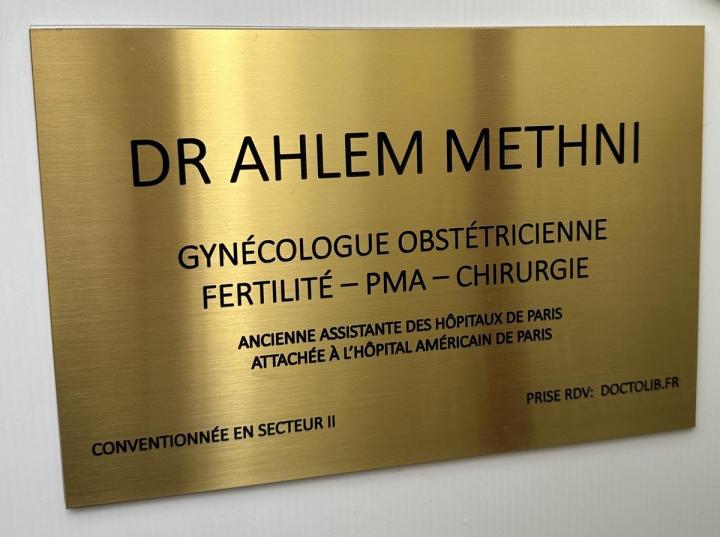 DR AHLEM METHNI
GYNÉCOLOGUE OBSTÉTRICIENNE
FERTILITÉ – PMA – CHIRURGIE
ANCIENNE ASSISTANTE DES HÔPITAUX DE PARIS
ATTACHÉE À L'HÔPITAL AMÉRICAIN DE PARIS
PRISE RDV: DOCTOLIB.FR
CONVENTIONNÉE EN SECTEUR II